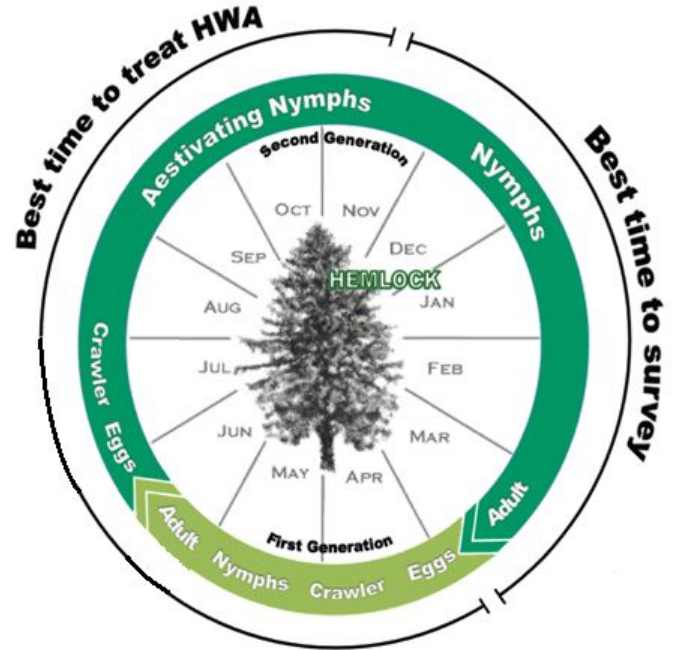 Best time to treat HWA
Best time to survey
Aestivating Nymphs
Nymphs
Second Generation
OCT
NOV
SEP
DEC
HEMLOCK
AUG
JAN
JUL
FEB
JUN
MAR
MAY
APR
Crawler
Eggs
Adult
First Generation
Adult
Nymphs
Crawler
Eggs